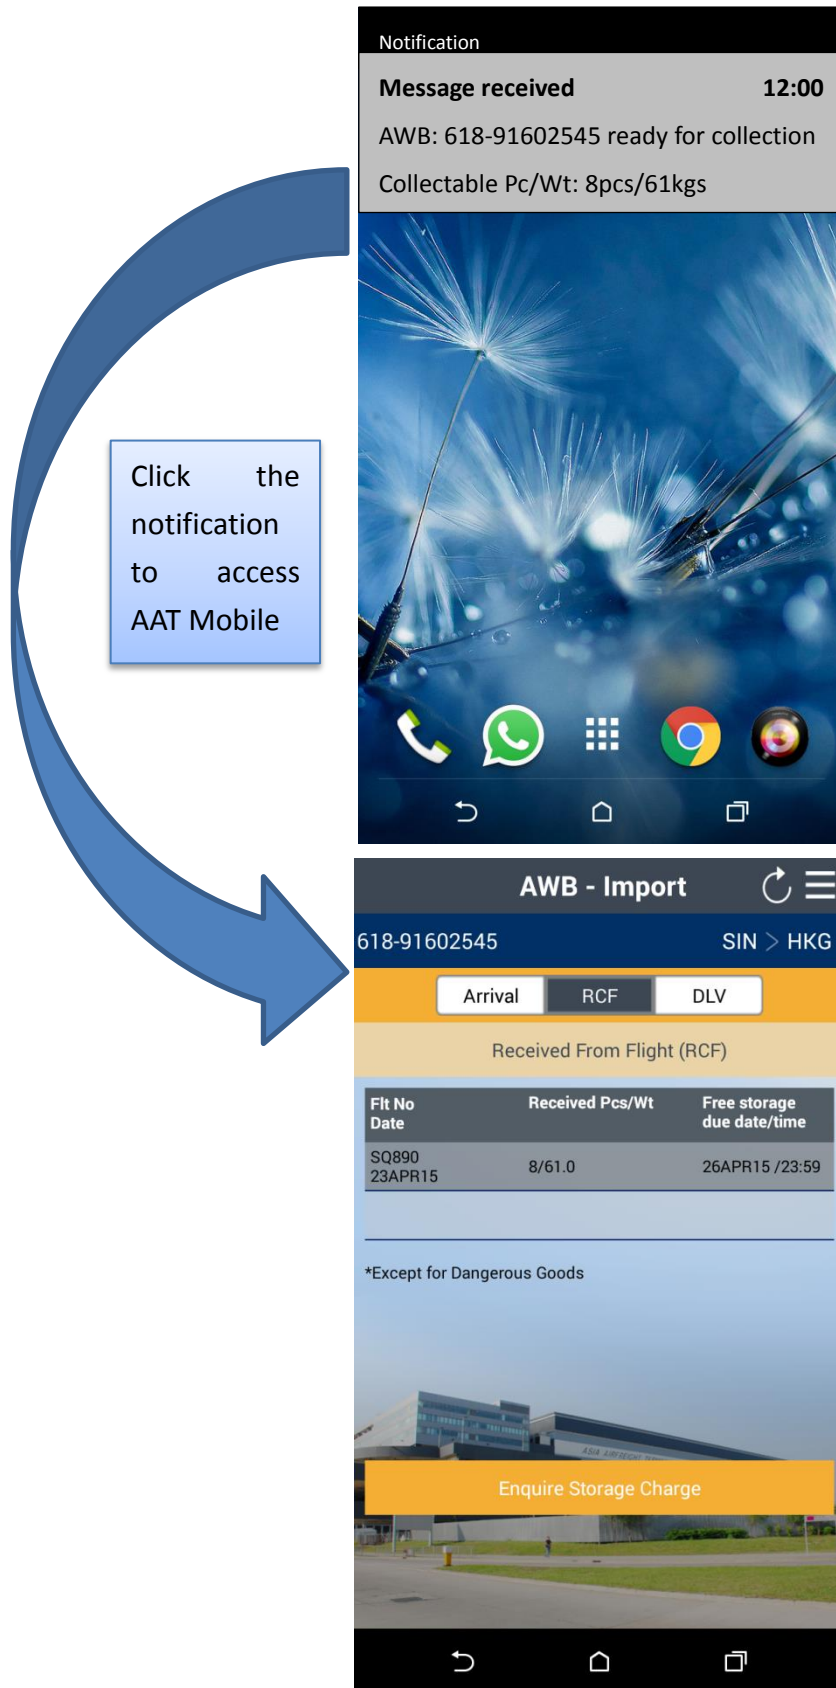 Notification
Message received 12:00
AWB: 618-91602545 ready for collection
Collectable Pc/Wt: 8pcs/61kgs
Click the
notification
to access
AAT Mobile
AWB - Import
618-91602545 SIN > HKG
Arrival RCF DLV
Received From Flight (RCF)
Flt No Received Pcs/Wt Free storage
Date due date/time
SQ890 8/61.0 26APR15 /23:59
23APR15
*Except for Dangerous Goods
ASIA AIRFREIGHT
Enquire Storage Charge